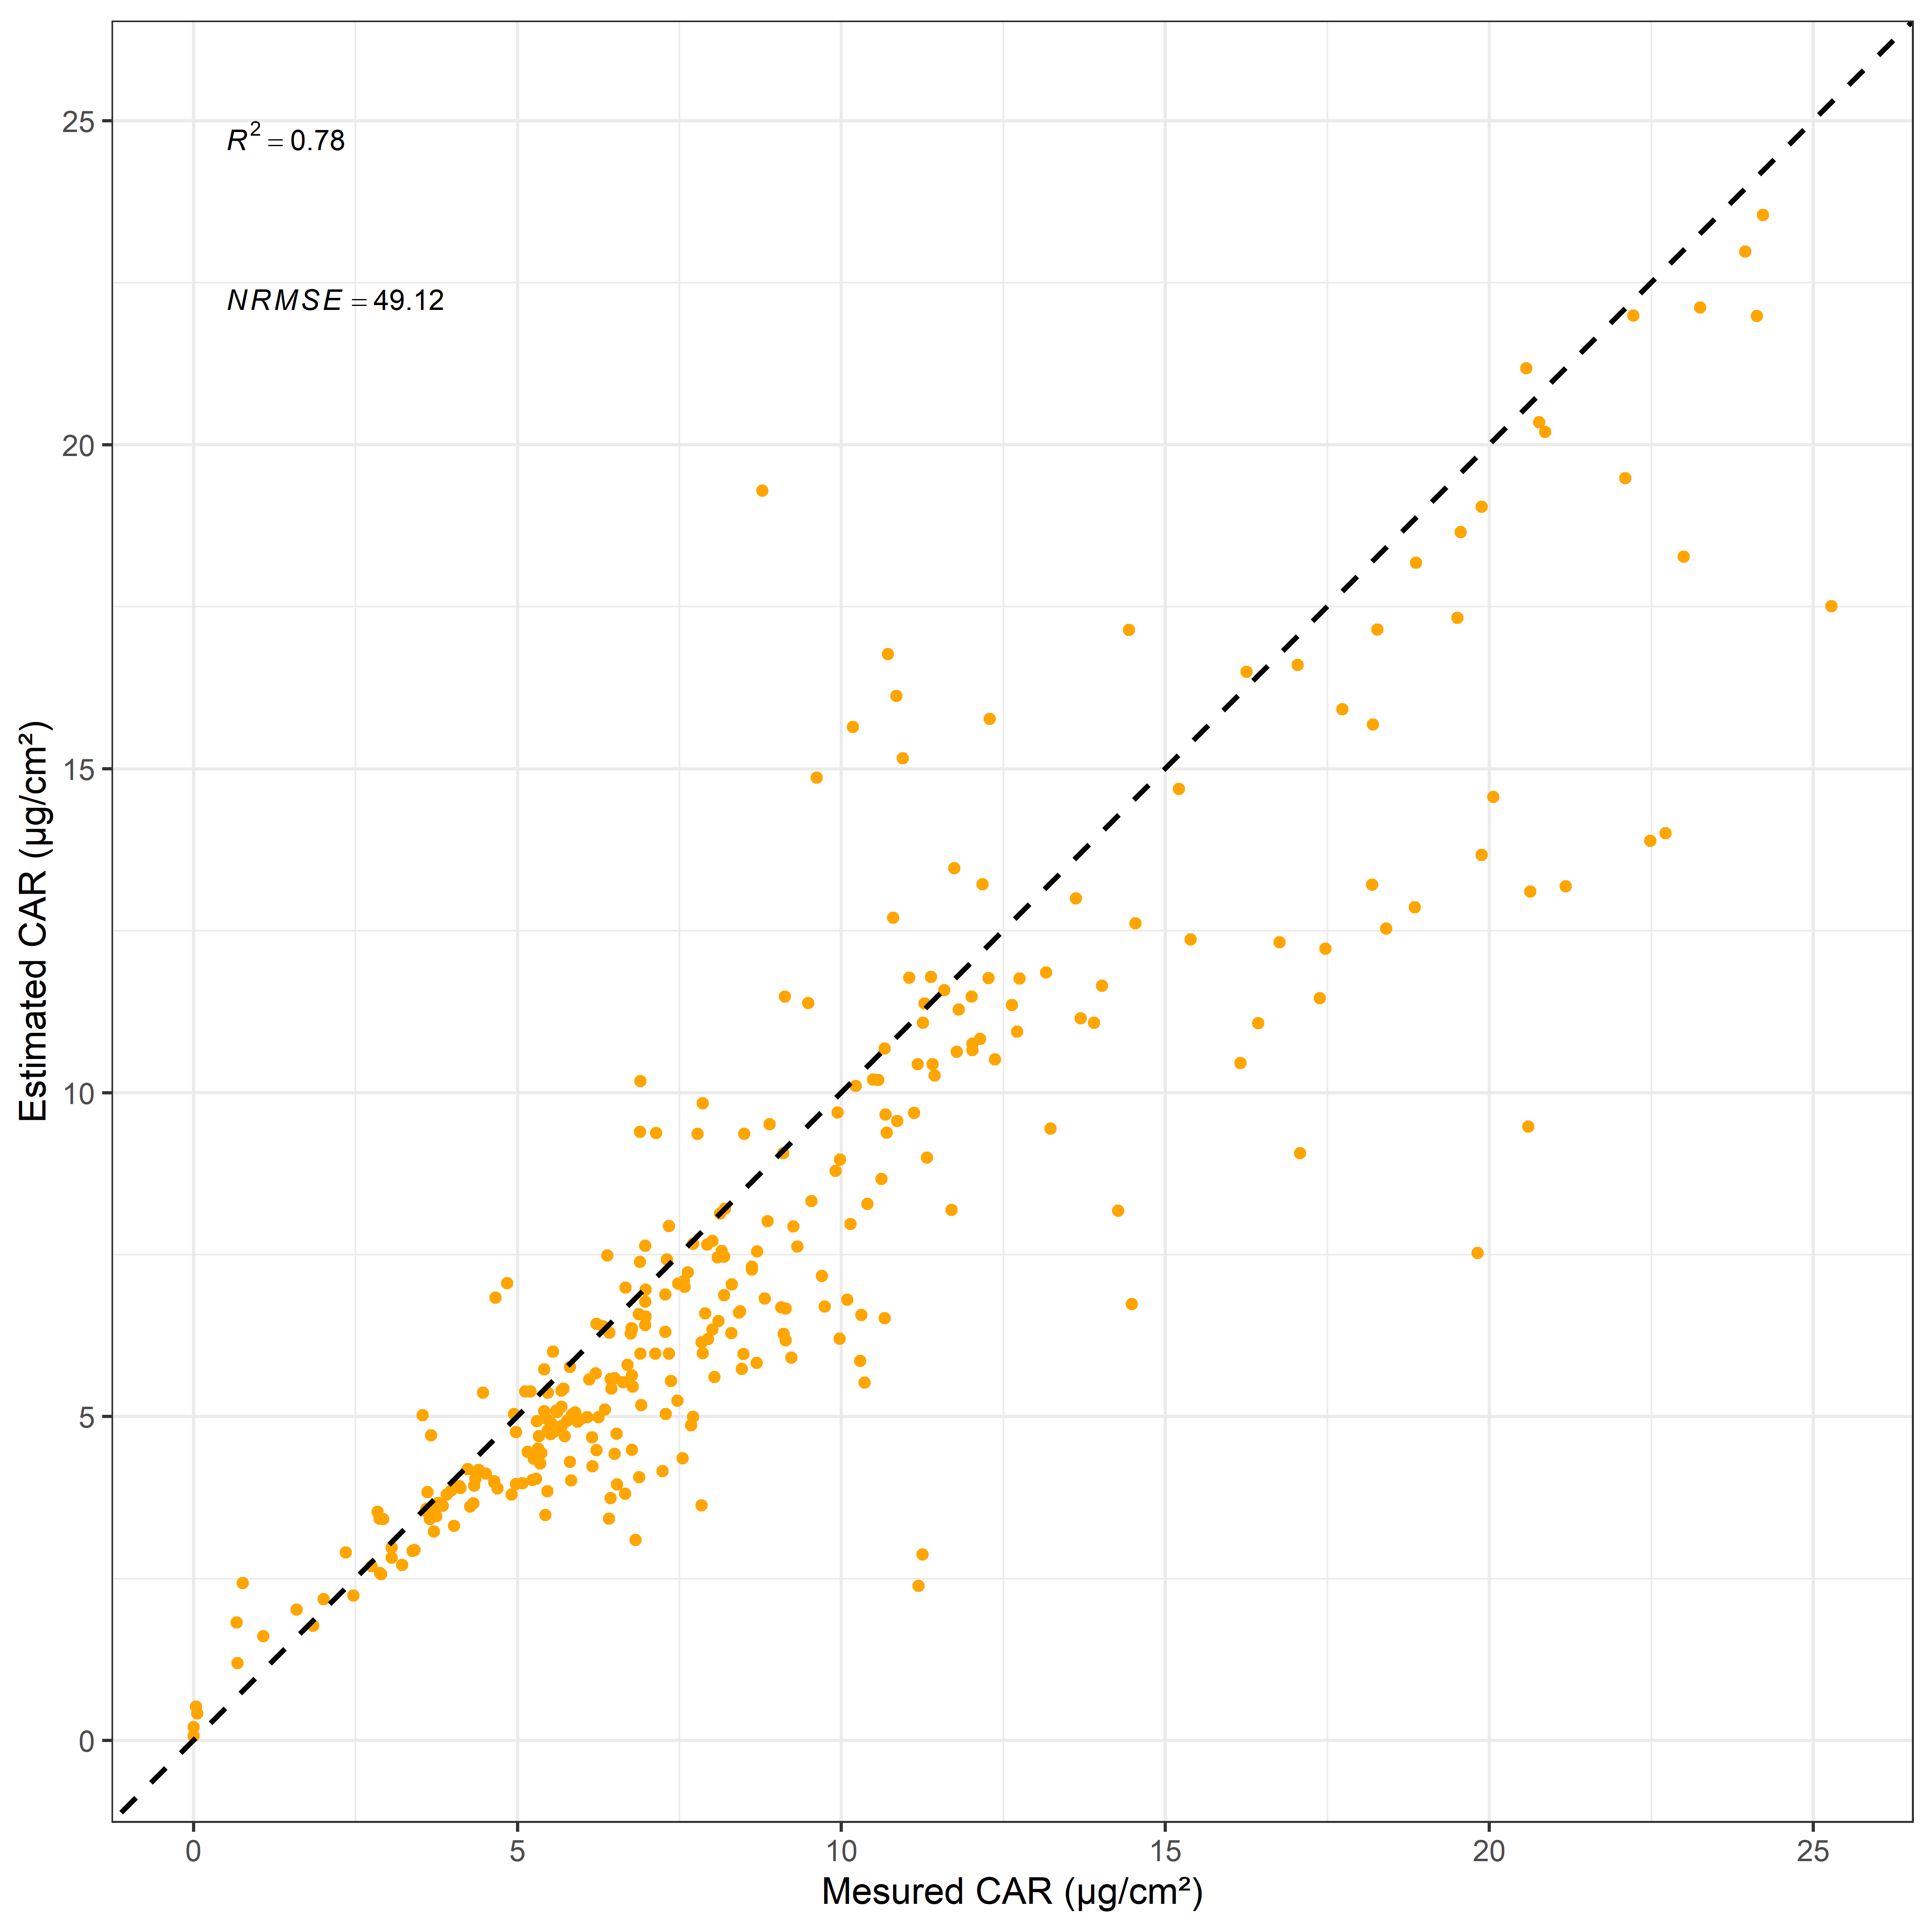 R² = 0.78
NRMSE = 49.12
Estimated CAR (µg/cm²)
25
20
15
10
5
0
0 5 10 15 20 25
Mesured CAR (µg/cm²)